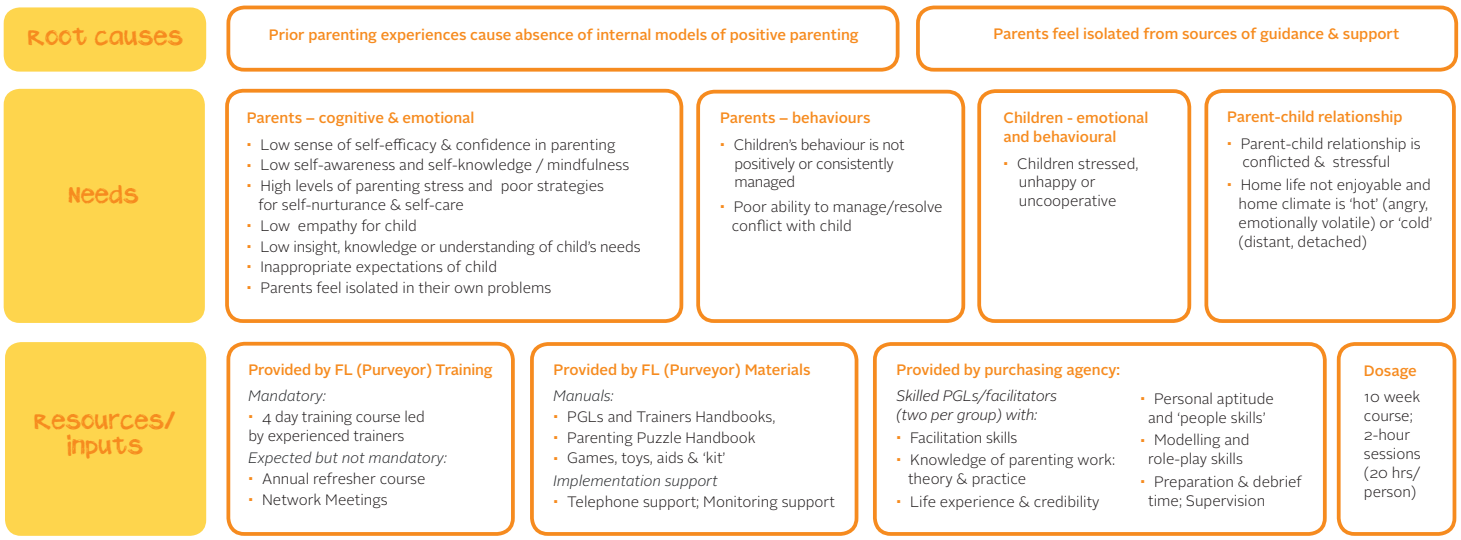 Root causes
Prior parenting experiences cause absence of internal models of positive parenting
Parents feel isolated from sources of guidance & support
Needs
Parents – cognitive & emotional
· Low sense of self-efficacy & confidence in parenting
· Low self-awareness and self-knowledge / mindfulness
· High levels of parenting stress and poor strategies
for self-nurturance & self-care
· Low empathy for child
· Low insight, knowledge or understanding of child's needs
· Inappropriate expectations of child
· Parents feel isolated in their own problems
Parents – behaviours
· Children's behaviour is not
positively or consistently
managed
· Poor ability to manage/resolve
conflict with child
Children - emotional
and behavioural
· Children stressed,
unhappy or
uncooperative
Parent-child relationship
· Parent-child relationship is
conflicted & stressful
· Home life not enjoyable and
home climate is 'hot' (angry,
emotionally volatile) or 'cold'
(distant, detached)
Resources/
inputs
Provided by FL (Purveyor) Training
Mandatory:
· 4 day training course led
by experienced trainers
Expected but not mandatory:
· Annual refresher course
· Network Meetings
Provided by FL (Purveyor) Materials
Manuals:
· PGLs and Trainers Handbooks,
· Parenting Puzzle Handbook
· Games, toys, aids & 'kit'
Implementation support
· Telephone support; Monitoring support
Provided by purchasing agency:
Skilled PGLs/facilitators
(two per group) with:
· Facilitation skills
· Knowledge of parenting work:
theory & practice
· Life experience & credibility
· Personal aptitude
and 'people skills'
· Modelling and
role-play skills
· Preparation & debrief
time; Supervision
Dosage
10 week
course;
2-hour
sessions
(20 hrs/
person)